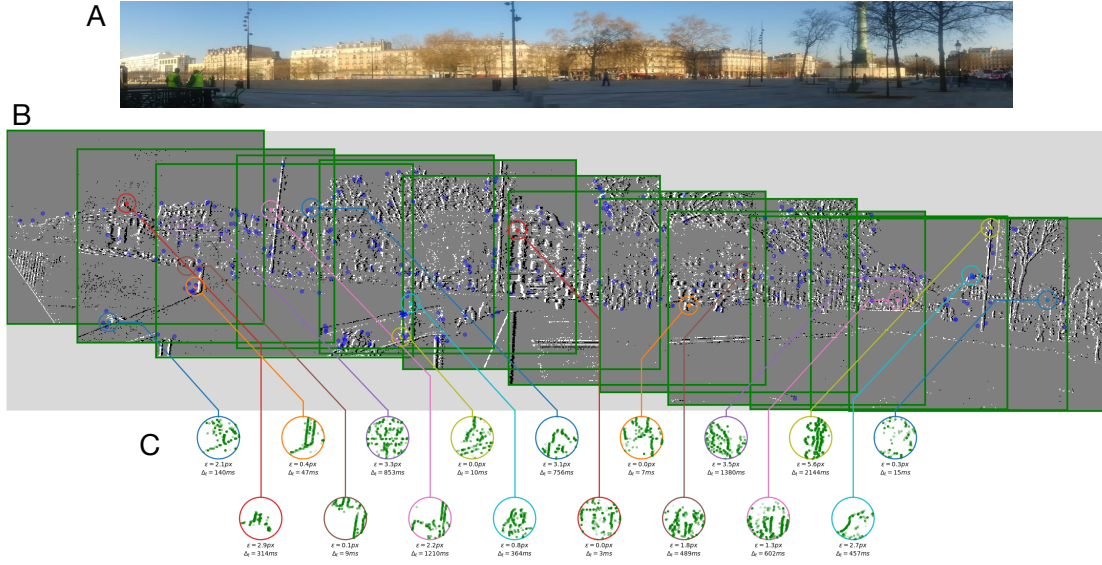 A
B
C
ε = 2.1px
Δₜ = 140ms
ε = 0.4px
Δₜ = 47ms
ε = 3.3px
Δₜ = 853ms
ε = 0.0px
Δₜ = 10ms
ε = 3.1px
Δₜ = 756ms
ε = 0.0px
Δₜ = 7ms
ε = 3.5px
Δₜ = 1380ms
ε = 5.6px
Δₜ = 2144ms
ε = 0.3px
Δₜ = 15ms
ε = 2.9px
Δₜ = 314ms
ε = 0.1px
Δₜ = 9ms
ε = 2.2px
Δₜ = 1210ms
ε = 0.8px
Δₜ = 364ms
ε = 0.0px
Δₜ = 3ms
ε = 1.8px
Δₜ = 489ms
ε = 1.3px
Δₜ = 602ms
ε = 2.7px
Δₜ = 457ms